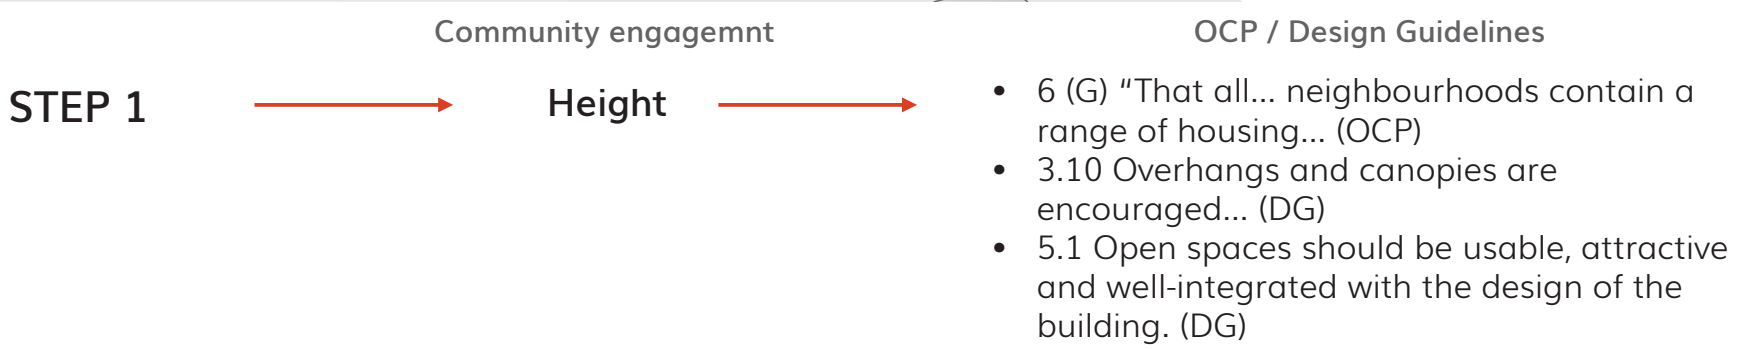 Community engagemnt
OCP / Design Guidelines
STEP 1
Height
• 6 (G) "That all... neighbourhoods contain a
range of housing... (OCP)
• 3.10 Overhangs and canopies are
encouraged... (DG)
• 5.1 Open spaces should be usable, attractive
and well-integrated with the design of the
building. (DG)